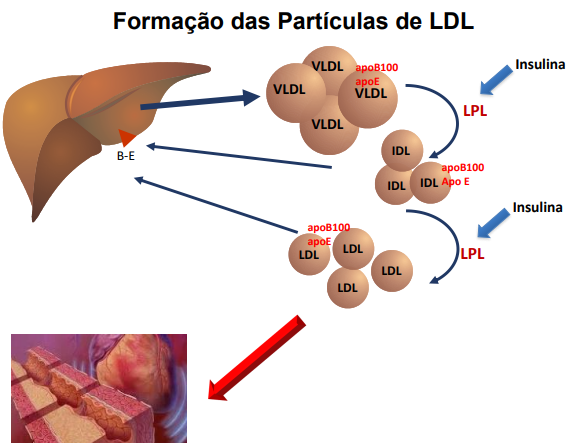 Formação das Partículas de LDL
VLDL
VLDL
VLDL
VLDL
apoB100
apoE
Insulina
LPL
B-E
IDL
IDL
IDL
apoB100
Apo E
Insulina
LPL
apoB100
apoE
LDL
LDL
LDL
LDL